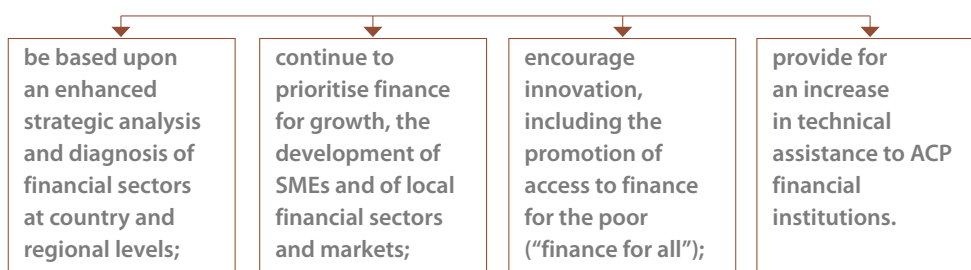 be based upon
an enhanced
strategic analysis
and diagnosis of
financial sectors
at country and
regional levels;
continue to
prioritise finance
for growth, the
development of
SMEs and of local
financial sectors
and markets;
encourage
innovation,
including the
promotion of
access to finance
for the poor
(“finance for all”);
provide for
an increase
in technical
assistance to ACP
financial
institutions.